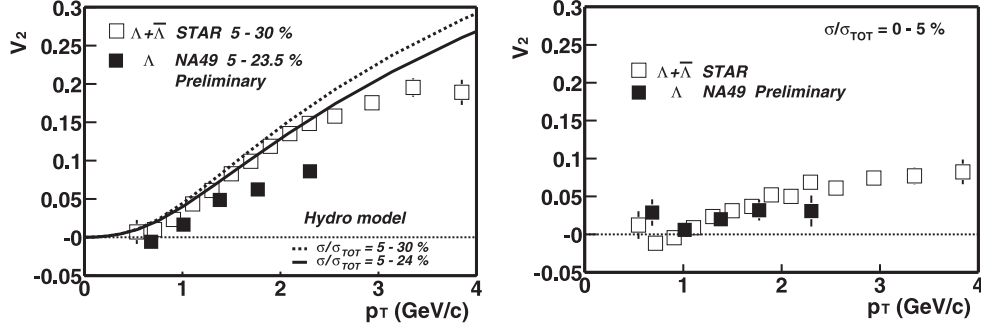 0.3
0.25
0.2
0.15
0.1
0.05
-0
-0.05
V₂
Λ+Λ̅ STAR 5 - 30 %
Λ NA49 5 - 23.5 %
Preliminary
Hydro model
σ/σTOT = 5 - 30 %
σ/σTOT = 5 - 24 %
0 1 2 3 4
pT (GeV/c)
0.3
0.25
0.2
0.15
0.1
0.05
-0
-0.05
V₂
σ/σTOT = 0 - 5 %
Λ+Λ̅ STAR
Λ NA49 Preliminary
0 1 2 3 4
pT (GeV/c)